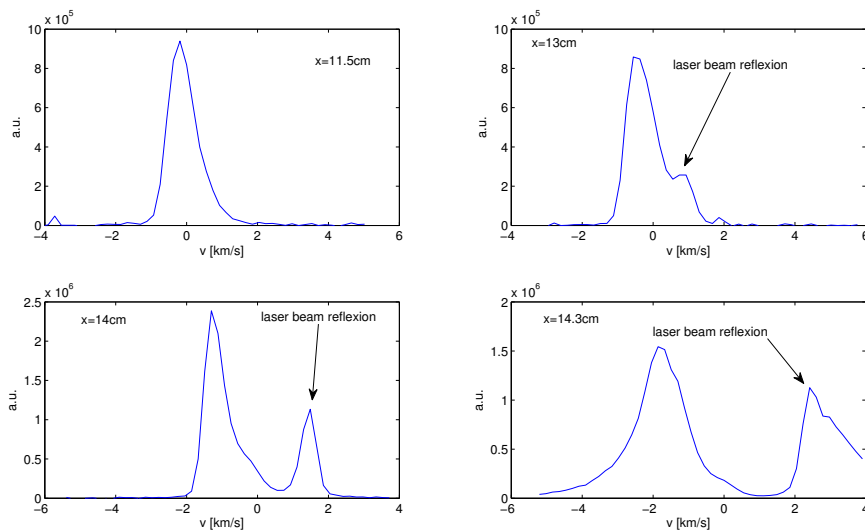 x 10^5
10
8
6
4
2
0
a.u.
x=11.5cm
−4
−2
0
2
4
6
v [km/s]
x 10^5
10
8
6
4
2
0
a.u.
x=13cm
laser beam reflexion
−4
−2
0
2
4
6
v [km/s]
x 10^6
2.5
2
1.5
1
0.5
0
a.u.
x=14cm
laser beam reflexion
−4
−2
0
2
4
v [km/s]
x 10^6
2
1.5
1
0.5
0
a.u.
x=14.3cm
laser beam reflexion
−6
−4
−2
0
2
4
v [km/s]